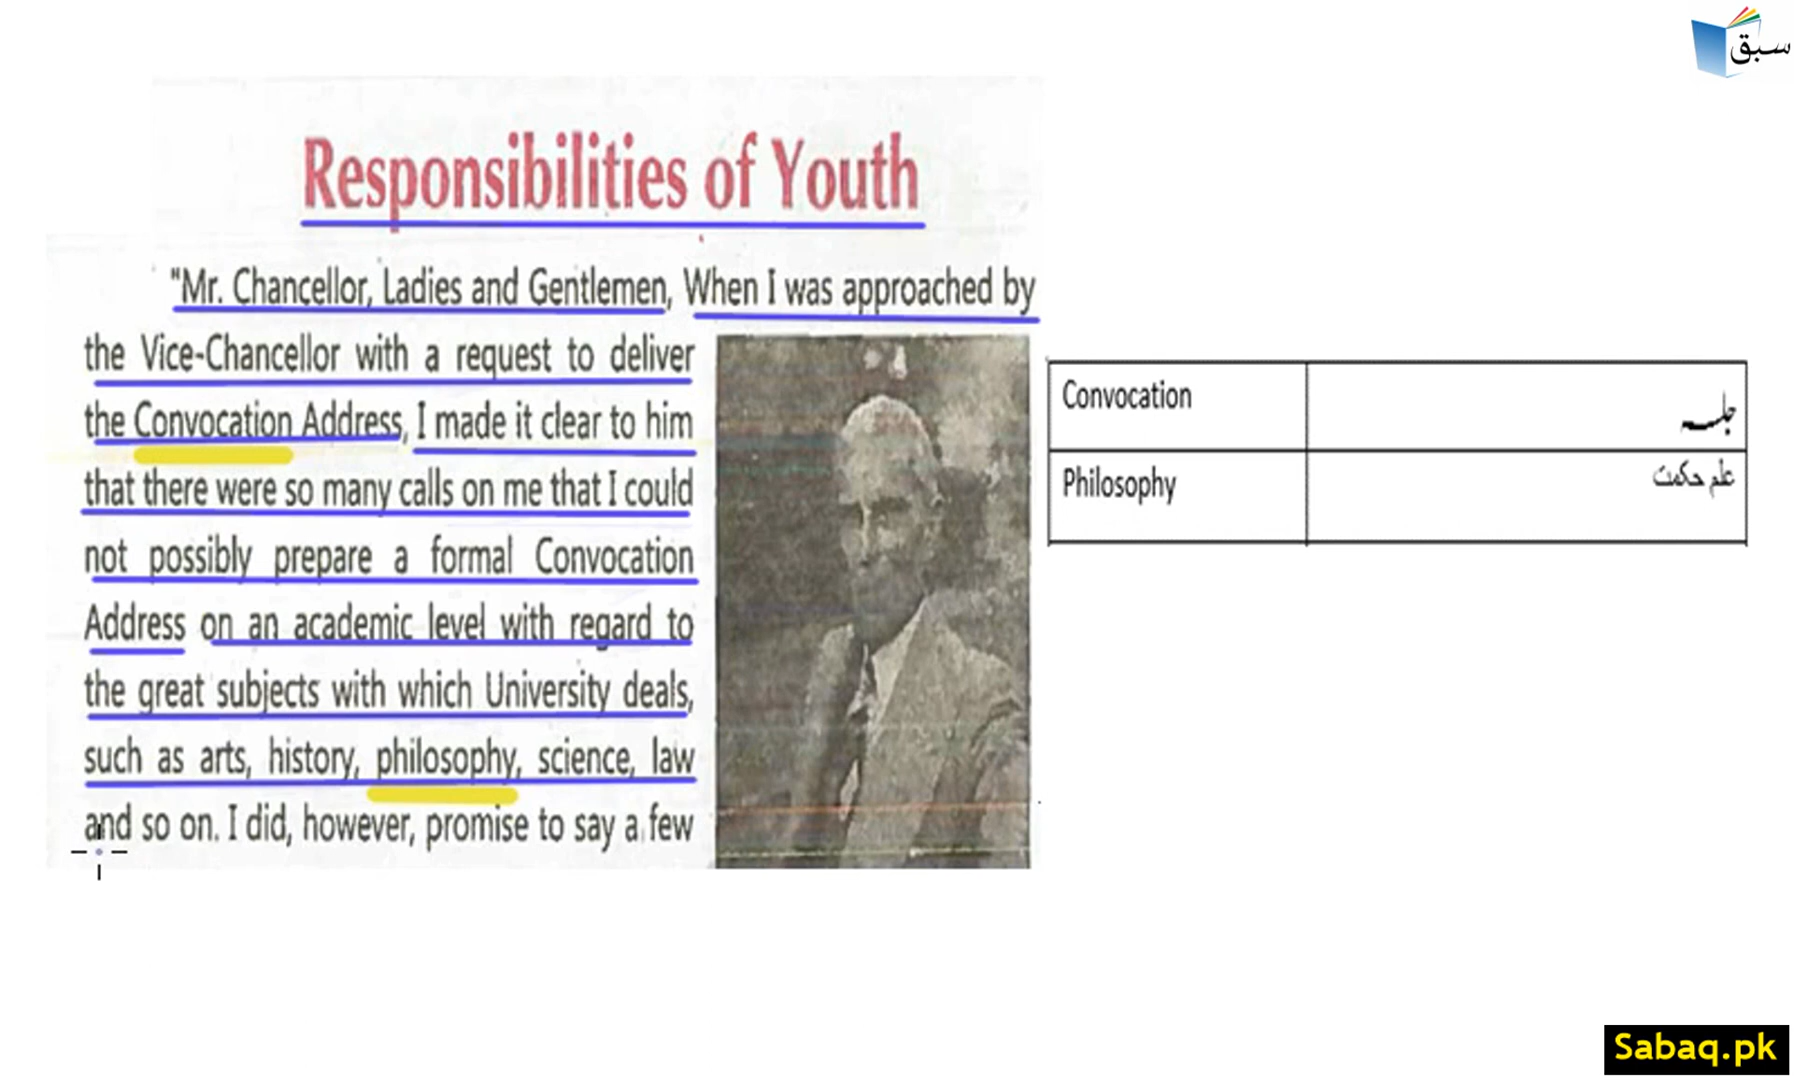 سبق
Responsibilities of Youth
"Mr. Chancellor, Ladies and Gentlemen, When I was approached by
the Vice-Chancellor with a request to deliver
the Convocation Address, I made it clear to him
that there were so many calls on me that I could
not possibly prepare a formal Convocation
Address on an academic level with regard to
the great subjects with which University deals,
such as arts, history, philosophy, science, law
and so on. I did, however, promise to say a few
Convocation
جلسہ
Philosophy
علم حکمت
Sabaq.pk